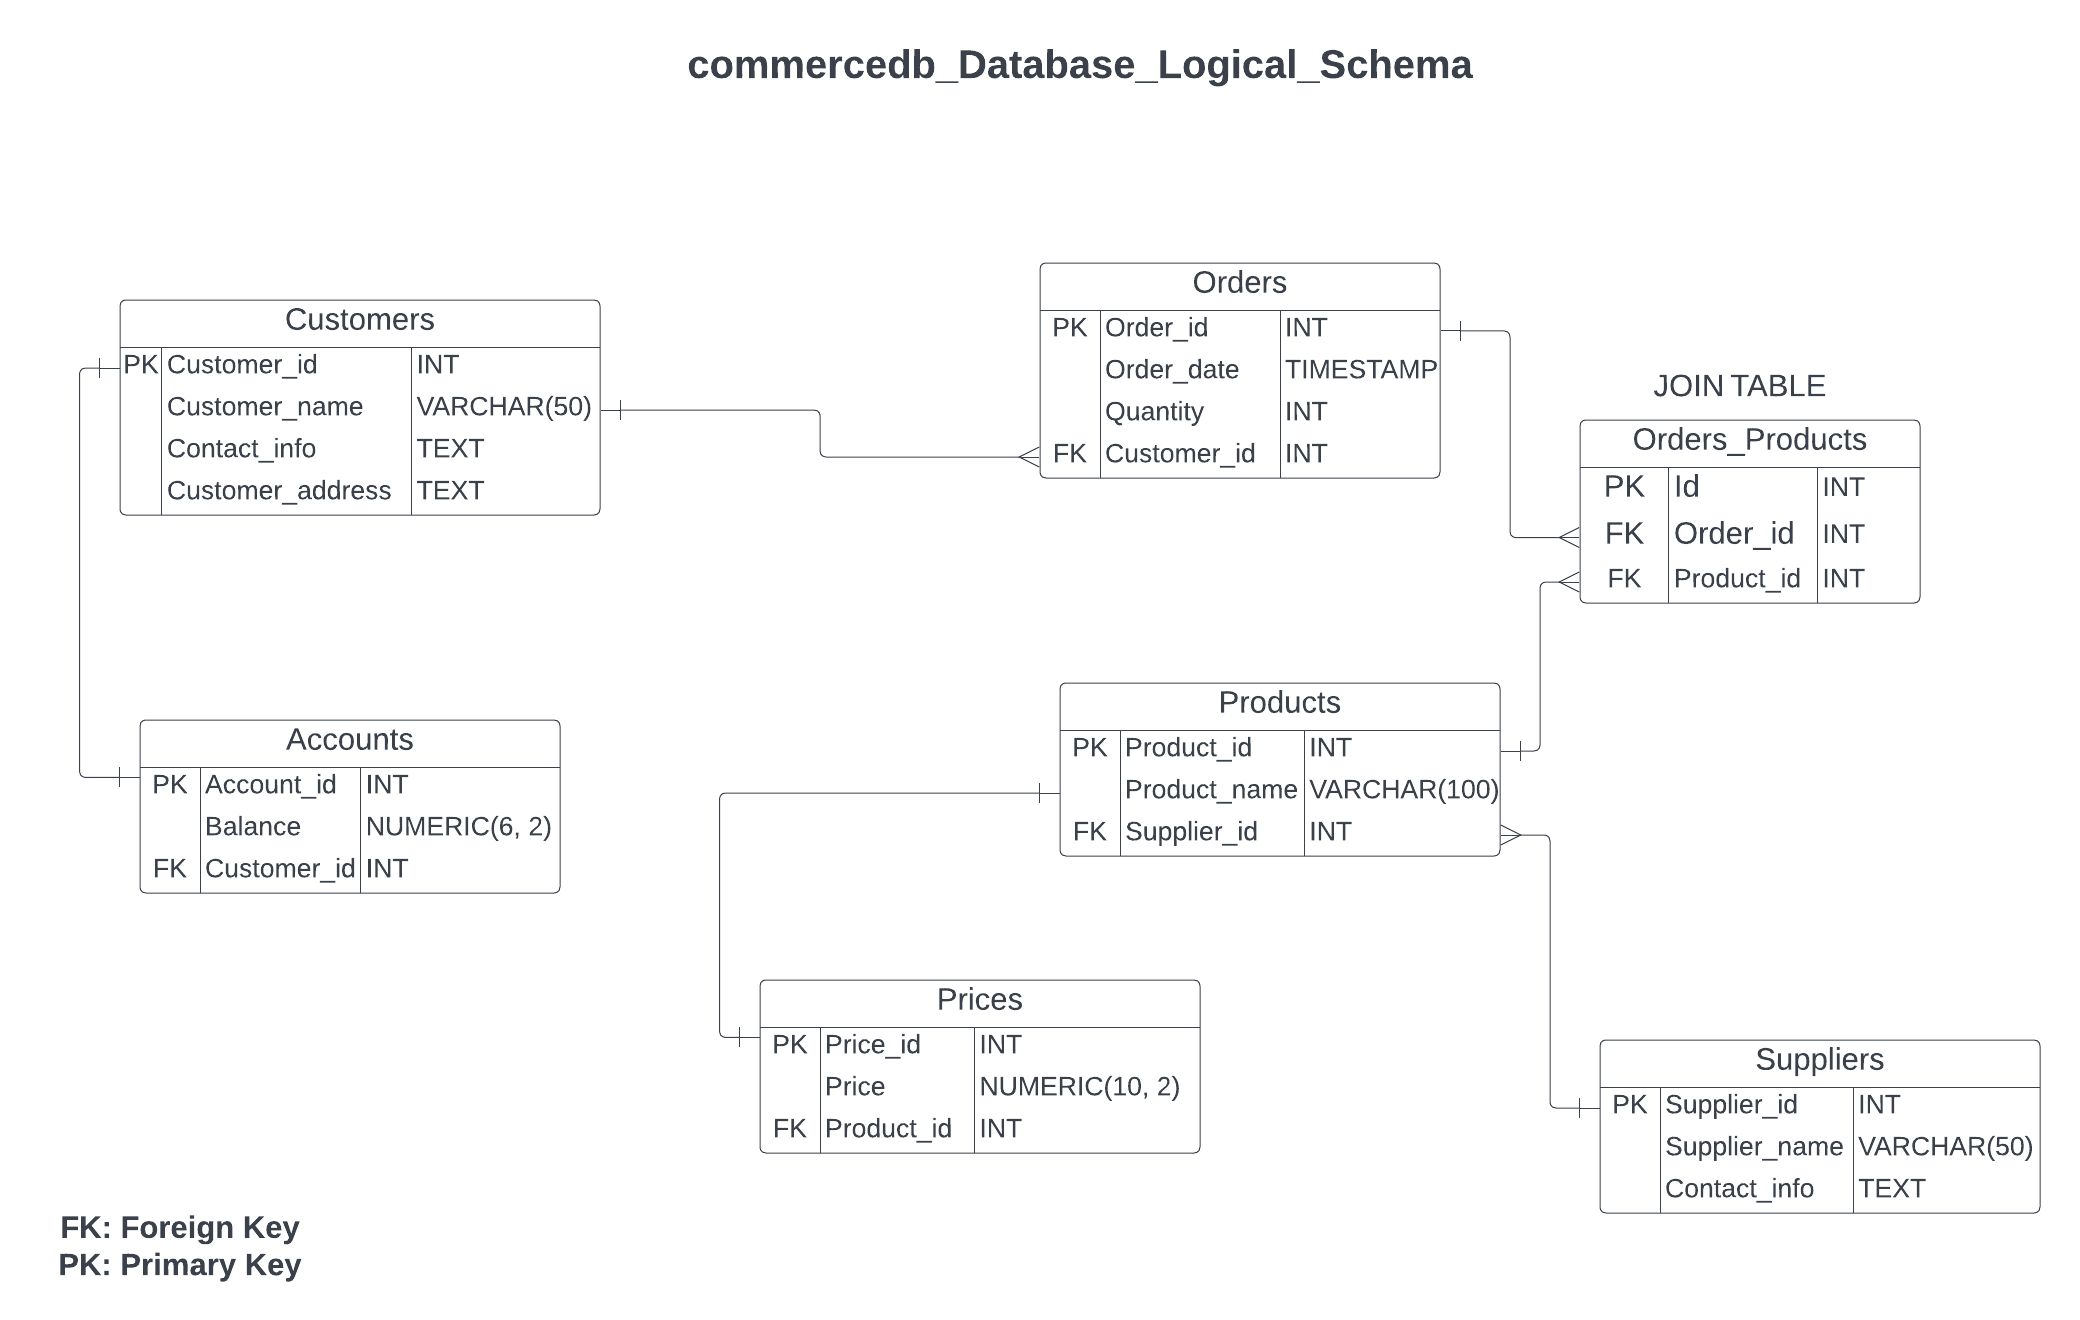 commercedb_Database_Logical_Schema
Customers
PK Customer_id INT
Customer_name VARCHAR(50)
Contact_info TEXT
Customer_address TEXT
Orders
PK Order_id INT
Order_date TIMESTAMP
Quantity INT
FK Customer_id INT
JOIN TABLE
Orders_Products
PK Id INT
FK Order_id INT
FK Product_id INT
Accounts
PK Account_id INT
Balance NUMERIC(6, 2)
FK Customer_id INT
Products
PK Product_id INT
Product_name VARCHAR(100)
FK Supplier_id INT
Prices
PK Price_id INT
Price NUMERIC(10, 2)
FK Product_id INT
Suppliers
PK Supplier_id INT
Supplier_name VARCHAR(50)
Contact_info TEXT
FK: Foreign Key
PK: Primary Key